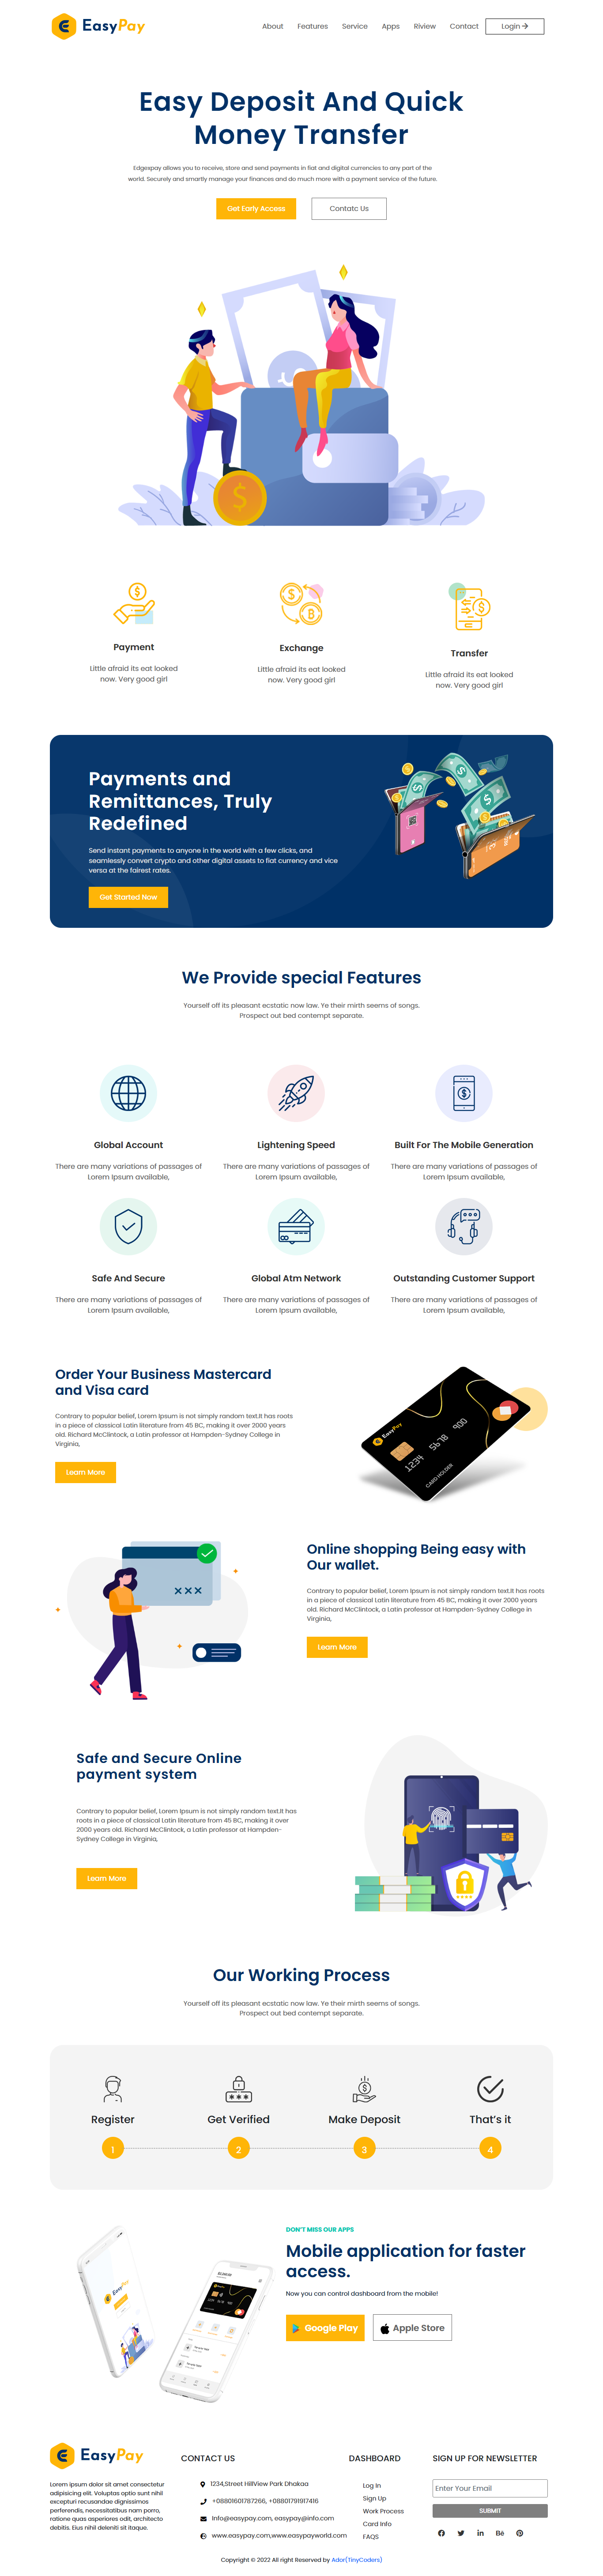 EasyPay
About Features Service Apps Riview Contact Login
Easy Deposit And Quick
Money Transfer
Edgexpay allows you to receive, store and send payments in fiat and digital currencies to any part of the
world. Securely and smartly manage your finances and do much more with a payment service of the future.
Get Early Access Contatc Us
Payment
Little afraid its eat looked
now. Very good girl
Exchange
Little afraid its eat looked
now. Very good girl
Transfer
Little afraid its eat looked
now. Very good girl
Payments and
Remittances, Truly
Redefined
Send instant payments to anyone in the world with a few clicks, and
seamlessly convert crypto and other digital assets to fiat currency and vice
versa at the fairest rates.
Get Started Now
We Provide special Features
Yourself off its pleasant ecstatic now law. Ye their mirth seems of songs.
Prospect out bed contempt separate.
Global Account
There are many variations of passages of
Lorem Ipsum available,
Lightening Speed
There are many variations of passages of
Lorem Ipsum available,
Built For The Mobile Generation
There are many variations of passages of
Lorem Ipsum available,
Safe And Secure
There are many variations of passages of
Lorem Ipsum available,
Global Atm Network
There are many variations of passages of
Lorem Ipsum available,
Outstanding Customer Support
There are many variations of passages of
Lorem Ipsum available,
Order Your Business Mastercard
and Visa card
Contrary to popular belief, Lorem Ipsum is not simply random text.It has roots
in a piece of classical Latin literature from 45 BC, making it over 2000 years
old. Richard McClintock, a Latin professor at Hampden-Sydney College in
Virginia,
Learn More
EasyPay
1234 5678 900
CARD HOLDER
Online shopping Being easy with
Our wallet.
Contrary to popular belief, Lorem Ipsum is not simply random text.It has roots
in a piece of classical Latin literature from 45 BC, making it over 2000 years
old. Richard McClintock, a Latin professor at Hampden-Sydney College in
Virginia,
Learn More
Safe and Secure Online
payment system
Contrary to popular belief, Lorem Ipsum is not simply random text.It has
roots in a piece of classical Latin literature from 45 BC, making it over
2000 years old. Richard McClintock, a Latin professor at Hampden-
Sydney College in Virginia,
Learn More
Our Working Process
Yourself off its pleasant ecstatic now law. Ye their mirth seems of songs.
Prospect out bed contempt separate.
Register Get Verified Make Deposit That's it
1 2 3 4
EasyPay
DON'T MISS OUR APPS
Mobile application for faster
access.
Now you can control dashboard from the mobile!
Google Play Apple Store
EasyPay
Lorem ipsum dolor sit amet consectetur
adipisicing elit. Voluptas optio sunt nihil
excepturi recusandae dignissimos
perferendis, necessitatibus nam porro,
ratione quas asperiores edit, architecto
debitis. Eius nihil deleniti sit itaque.
CONTACT US
1234,Street HillView Park Dhakaa
+08801601787266, +08801791917416
Info@easypay.com, easypay@info.com
www.easypay.com,www.easypayworld.com
DASHBOARD
Log In
Sign Up
Work Process
Card Info
FAQS
SIGN UP FOR NEWSLETTER
Enter Your Email
SUBMIT
Copyright © 2022 All right Reserved by Ador(TinyCoders)